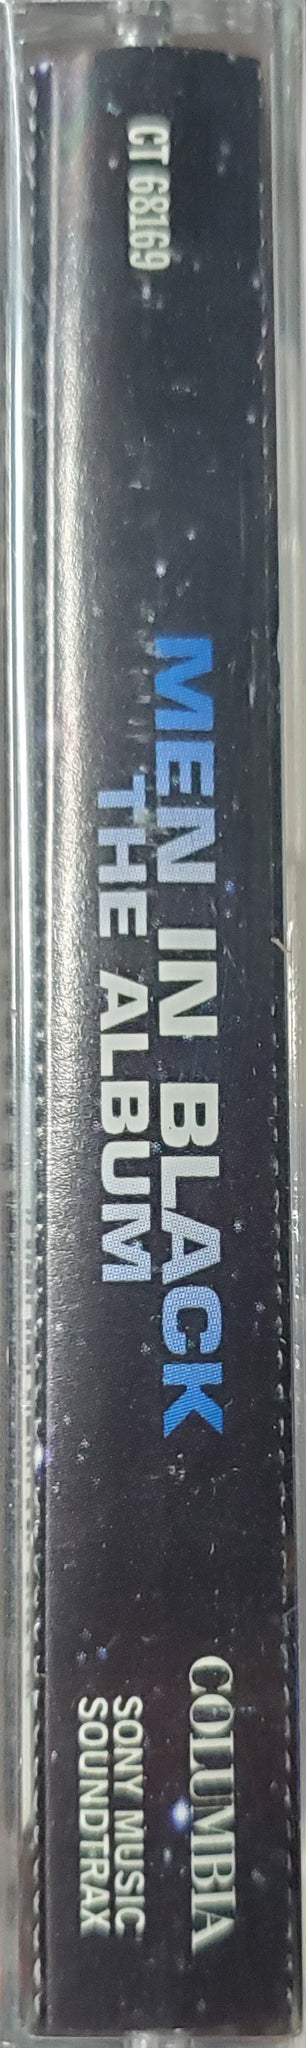 CT 68169
MEN IN BLACK
THE ALBUM
COLUMBIA
SONY MUSIC
SOUNDTRAX